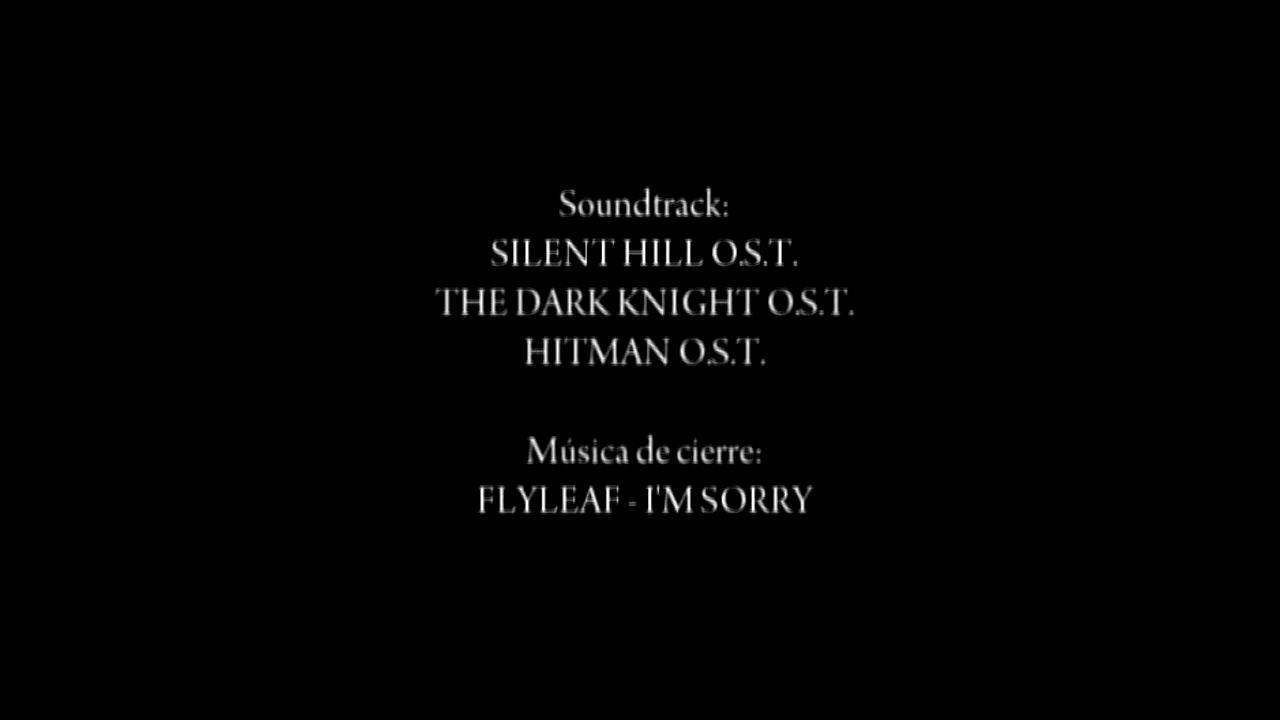 Soundtrack:
SILENT HILL O.S.T.
THE DARK KNIGHT O.S.T.
HITMAN O.S.T.
Música de cierre:
FLYLEAF - I'M SORRY